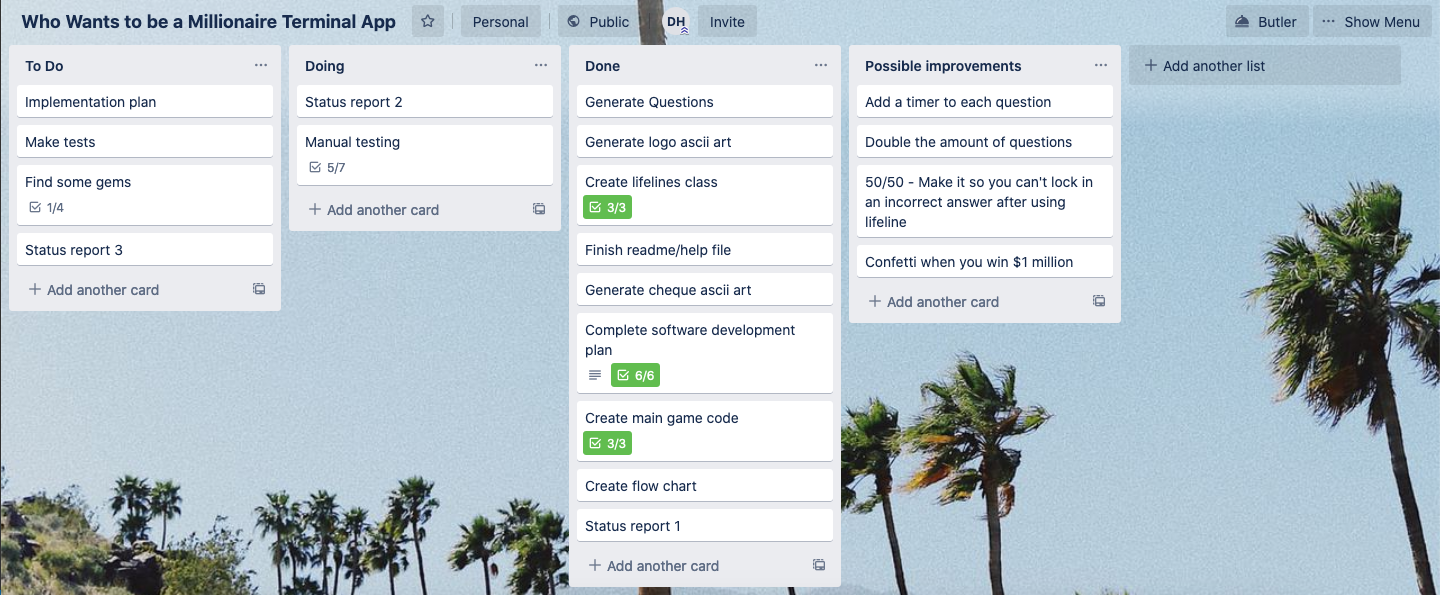 Who Wants to be a Millionaire Terminal App
Personal
Public
DH
Invite
Butler
Show Menu
To Do
Implementation plan
Make tests
Find some gems
1/4
Status report 3
Add another card
Doing
Status report 2
Manual testing
5/7
Add another card
Done
Generate Questions
Generate logo ascii art
Create lifelines class
3/3
Finish readme/help file
Generate cheque ascii art
Complete software development
plan
6/6
Create main game code
3/3
Create flow chart
Status report 1
Add another card
Possible improvements
Add a timer to each question
Double the amount of questions
50/50 - Make it so you can't lock in
an incorrect answer after using
lifeline
Confetti when you win $1 million
Add another card
Add another list